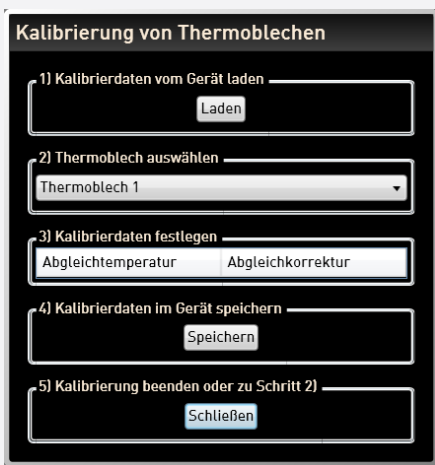 Kalibrierung von Thermoblechen
1) Kalibrierdaten vom Gerät laden
Laden
2) Thermoblech auswählen
Thermoblech 1
3) Kalibrierdaten festlegen
Abgleichtemperatur Abgleichkorrektur
4) Kalibrierdaten im Gerät speichern
Speichern
5) Kalibrierung beenden oder zu Schritt 2)
Schließen